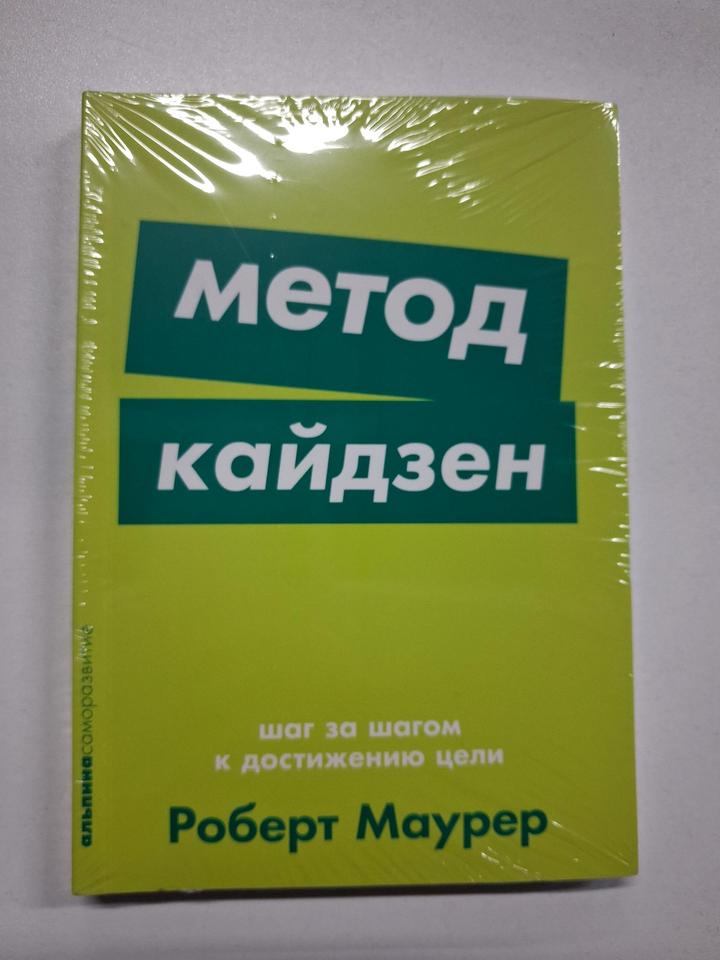 метод
кайдзен
шаг за шагом
к достижению цели
Роберт Маурер
альпинасаморазвитие